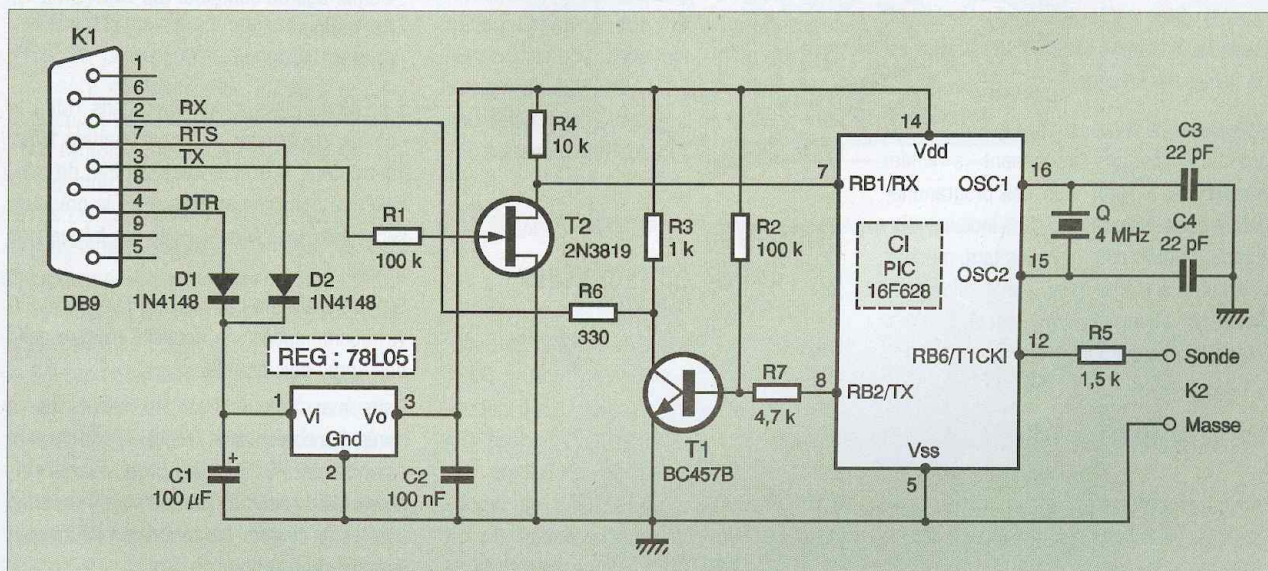 K1
1
6
2
7
3
8
4
9
5
RX
RTS
TX
DTR
DB9
D1
1N4148
D2
1N4148
R1
100 k
REG : 78L05
1
Vi
Vo
3
Gnd
2
C1
+
100 µF
C2
100 nF
R4
10 k
T2
2N3819
R6
330
R3
1 k
R2
100 k
T1
BC457B
R7
4,7 k
7
RB1/RX
8
RB2/TX
14
Vdd
CI
PIC
16F628
OSC1
16
OSC2
15
RB6/T1CKI
12
Vss
5
Q
4 MHz
C3
22 pF
C4
22 pF
R5
1,5 k
Sonde
K2
Masse